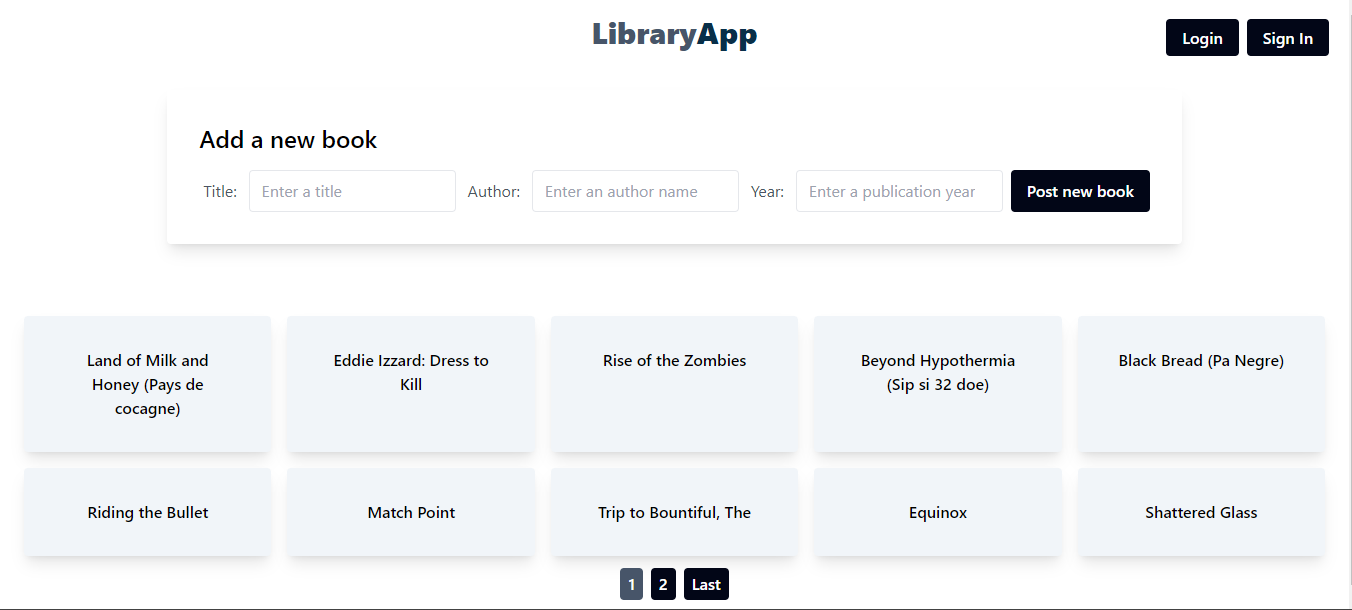 LibraryApp
Login
Sign In
Add a new book
Title:
Enter a title
Author:
Enter an author name
Year:
Enter a publication year
Post new book
Land of Milk and
Honey (Pays de
cocagne)
Eddie Izzard: Dress to
Kill
Rise of the Zombies
Beyond Hypothermia
(Sip si 32 doe)
Black Bread (Pa Negre)
Riding the Bullet
Match Point
Trip to Bountiful, The
Equinox
Shattered Glass
1
2
Last